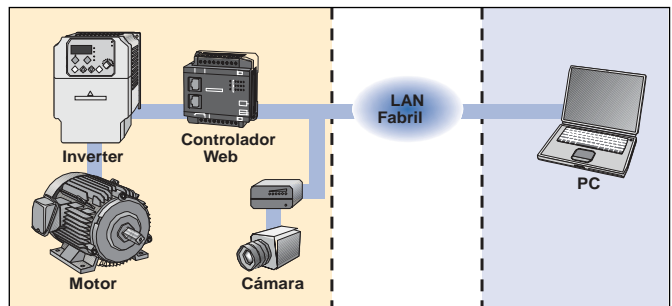 LAN
Fabril
Inverter
Controlador
Web
PC
Motor
Cámara